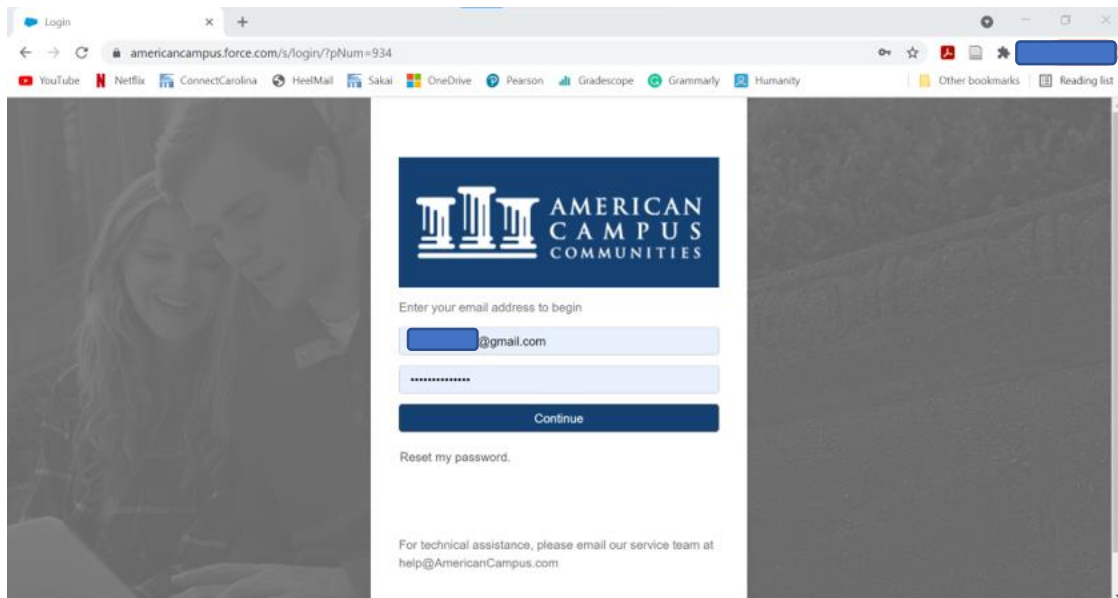 Login
americancampus.force.com/s/login/?pNum=934
YouTube Netflix ConnectCarolina HeelMail Sakai OneDrive Pearson Gradescope Grammarly Humanity Other bookmarks Reading list
AMERICAN
CAMPUS
COMMUNITIES
Enter your email address to begin
@gmail.com
Continue
Reset my password.
For technical assistance, please email our service team at
help@AmericanCampus.com